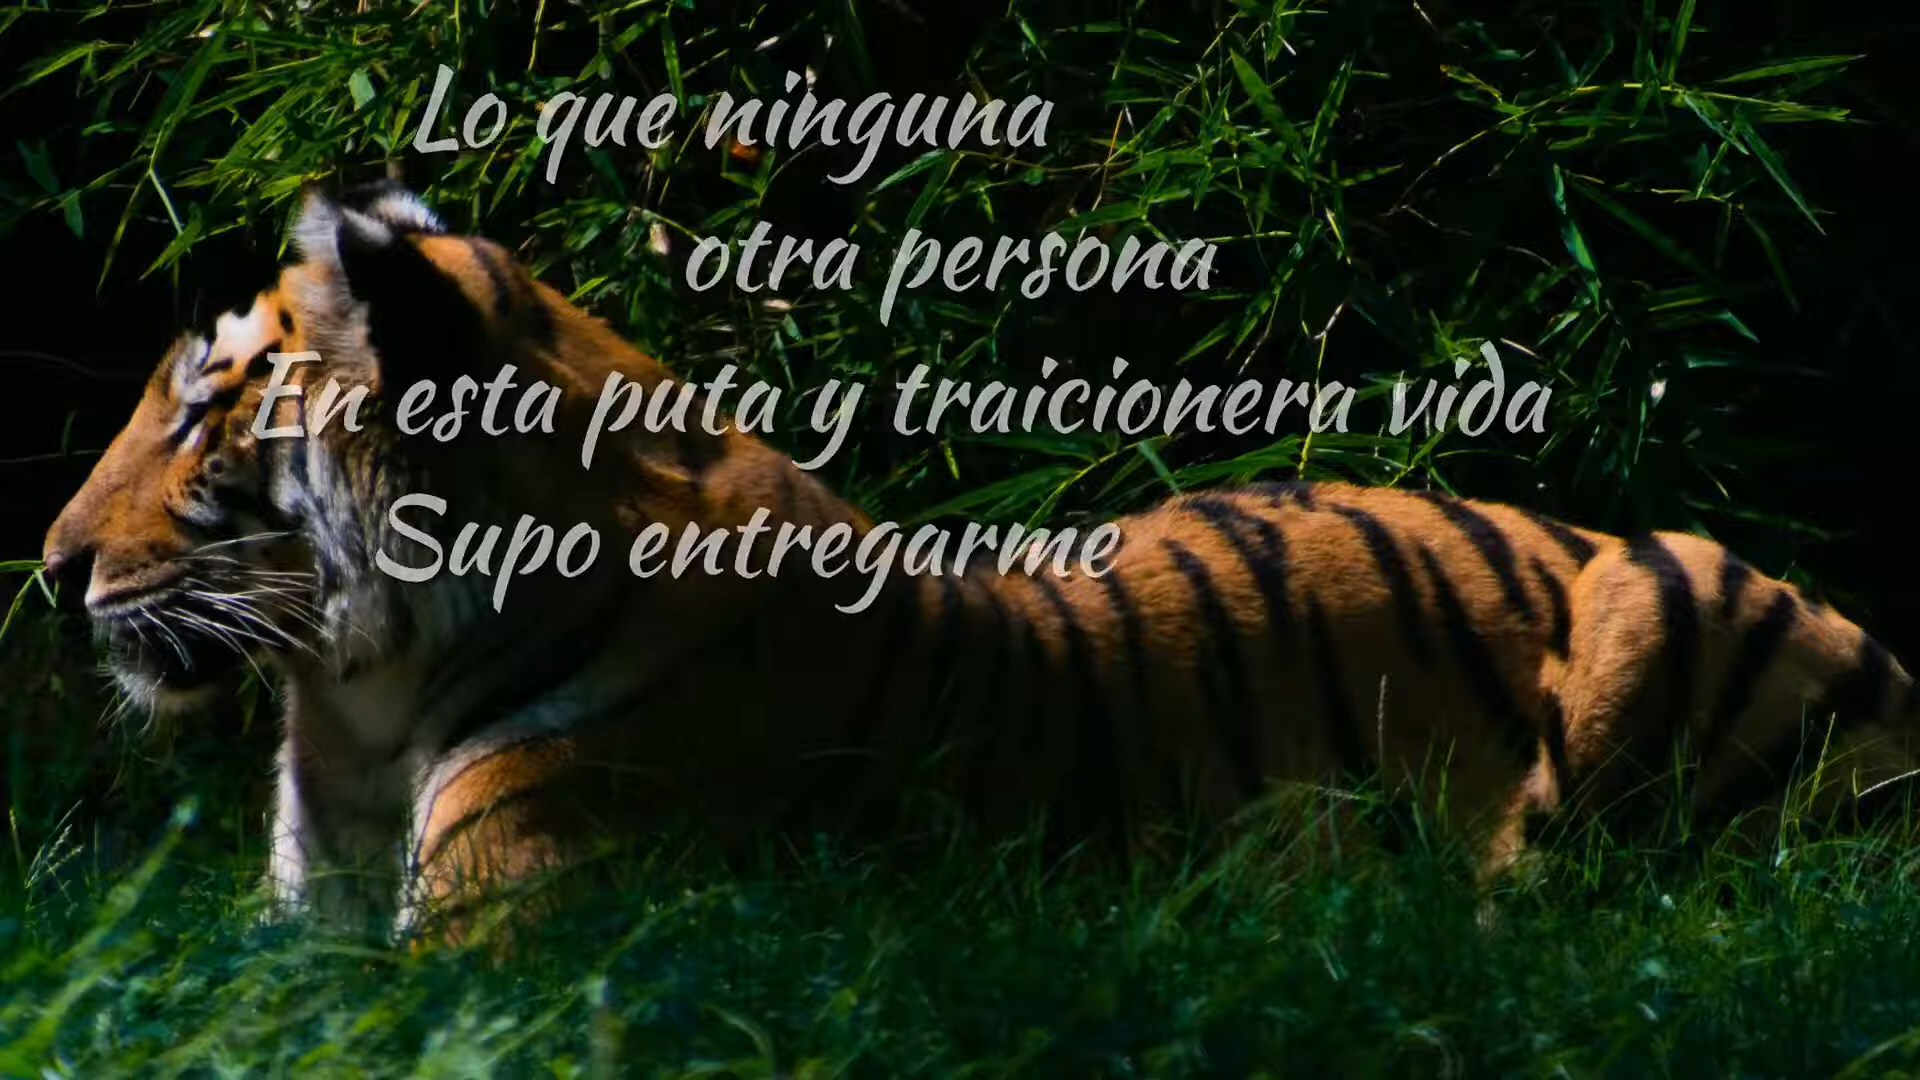 Lo que ninguna
otra persona
En esta puta y traicionera vida
Supo entregarme